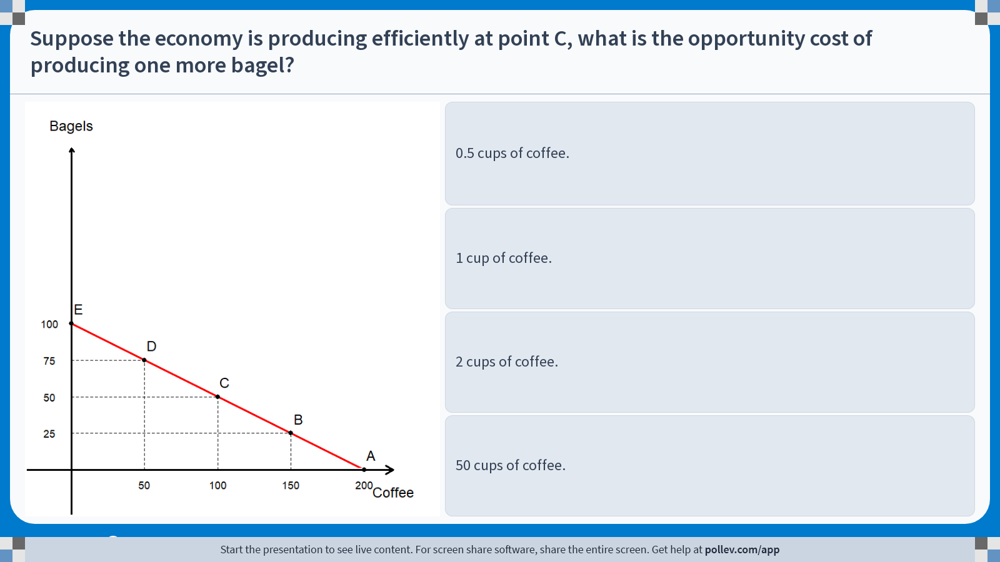 Suppose the economy is producing efficiently at point C, what is the opportunity cost of
producing one more bagel?
Bagels
E
100
D
75
C
50
B
25
A
50
100
150
200
Coffee
0.5 cups of coffee.
1 cup of coffee.
2 cups of coffee.
50 cups of coffee.
Start the presentation to see live content. For screen share software, share the entire screen. Get help at pollev.com/app